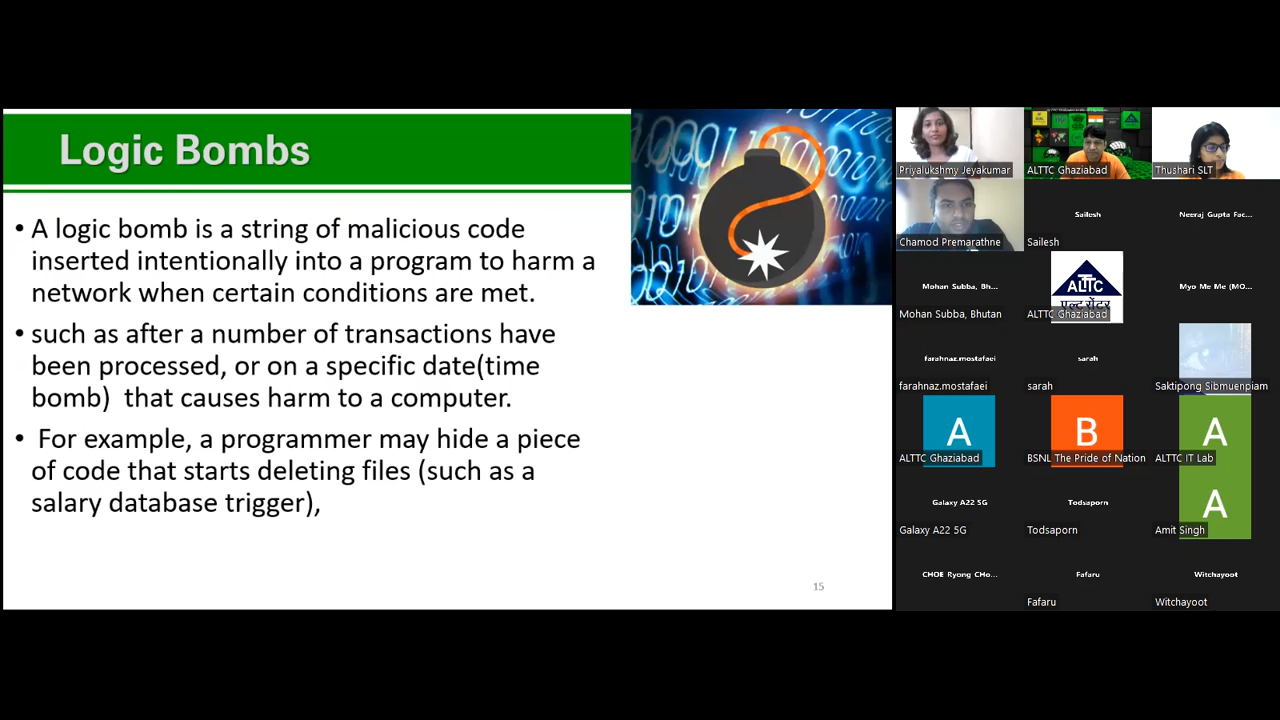 Logic Bombs
• A logic bomb is a string of malicious code
inserted intentionally into a program to harm a
network when certain conditions are met.
• such as after a number of transactions have
been processed, or on a specific date(time
bomb) that causes harm to a computer.
• For example, a programmer may hide a piece
of code that starts deleting files (such as a
salary database trigger),
15
Priyalukshmy Jeyakumar
ALTTC Ghaziabad
Thushari SLT
Chamod Premarathne
Sailesh
Sailesh
Neeraj Gupta Fac...
Mohan Subba, Bh...
Mohan Subba, Bhutan
ALTTC
एल्ट सेंटर
ALTTC Ghaziabad
Myo Me Me (MO...
farahnaz.mostafaei
farahnaz.mostafaei
sarah
sarah
Saktipong Sibmuenpiam
A
ALTTC Ghaziabad
B
BSNL The Pride of Nation
A
ALTTC IT Lab
Galaxy A22 5G
Galaxy A22 5G
Todsaporn
Todsaporn
A
Amit Singh
CHOE Ryong CHo...
Fafaru
Fafaru
Witchayoot
Witchayoot